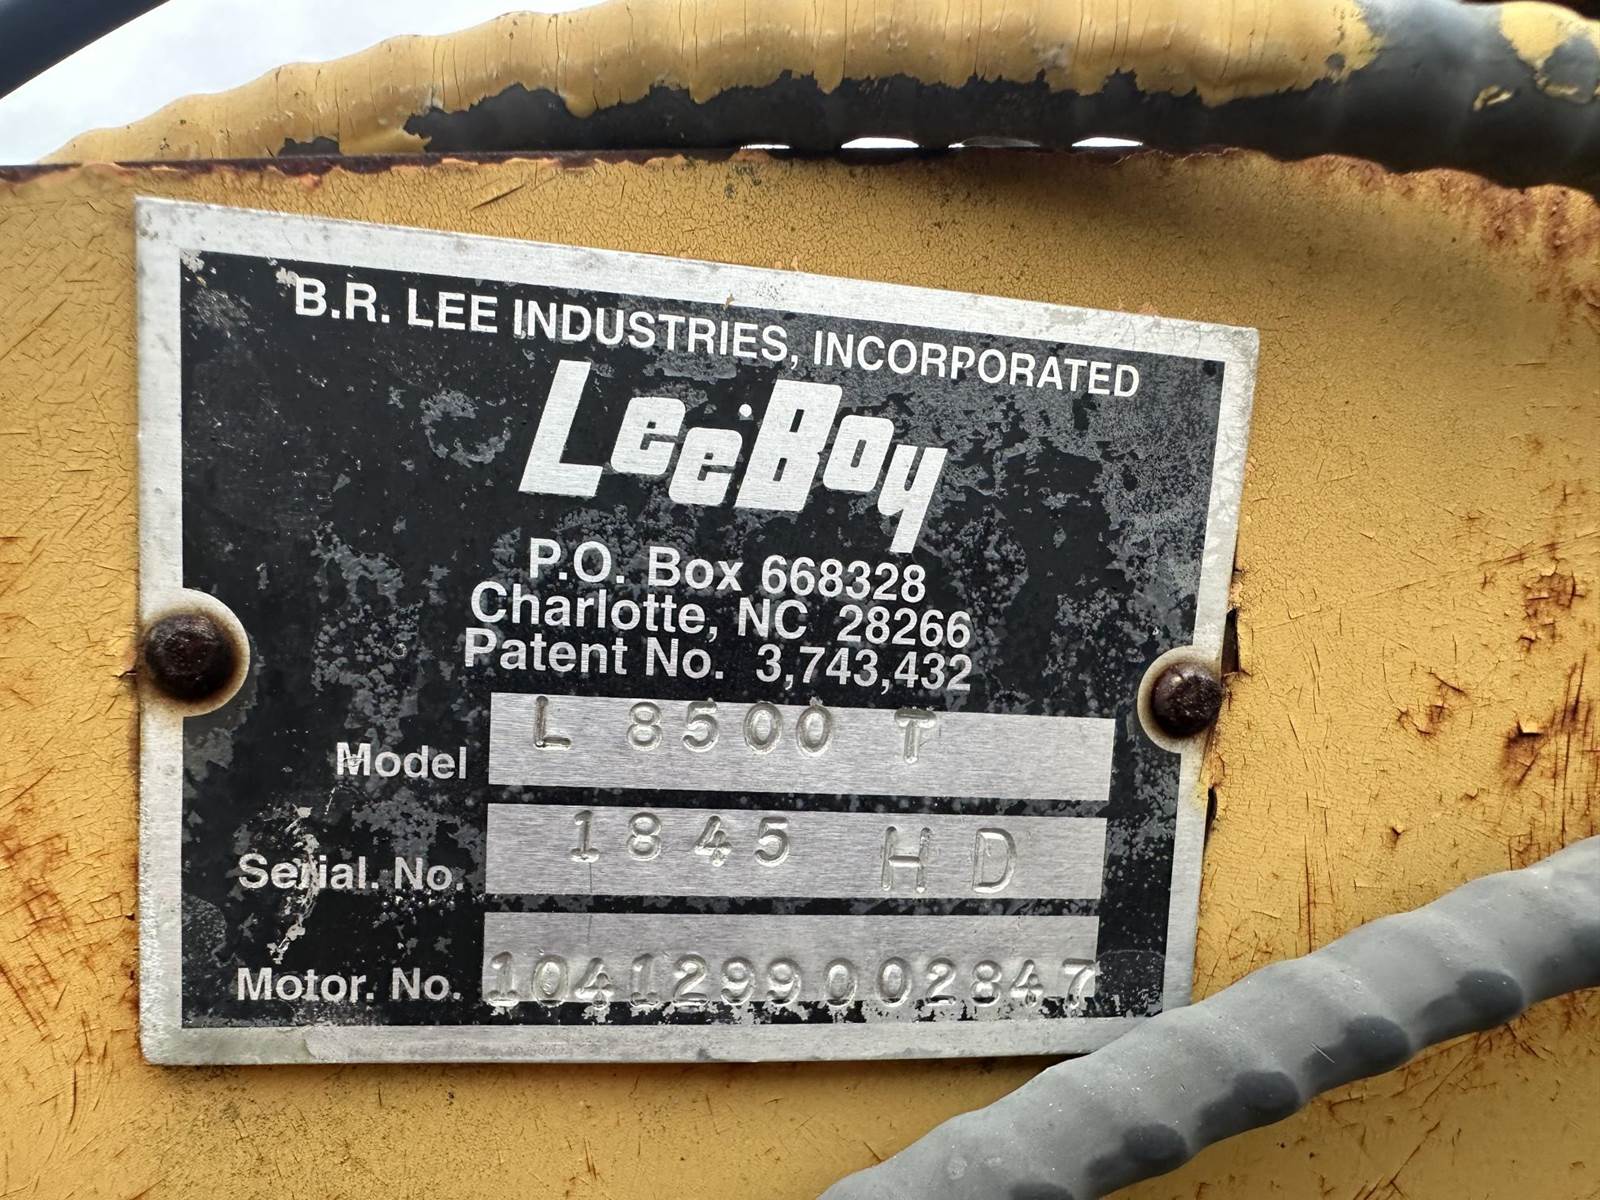 B.R. LEE INDUSTRIES, INCORPORATED
LeeBoy
P.O. Box 668328
Charlotte, NC 28266
Patent No. 3,743,432
Model L 8500 T
Serial. No. 1845 HD
Motor. No. 1041299002847